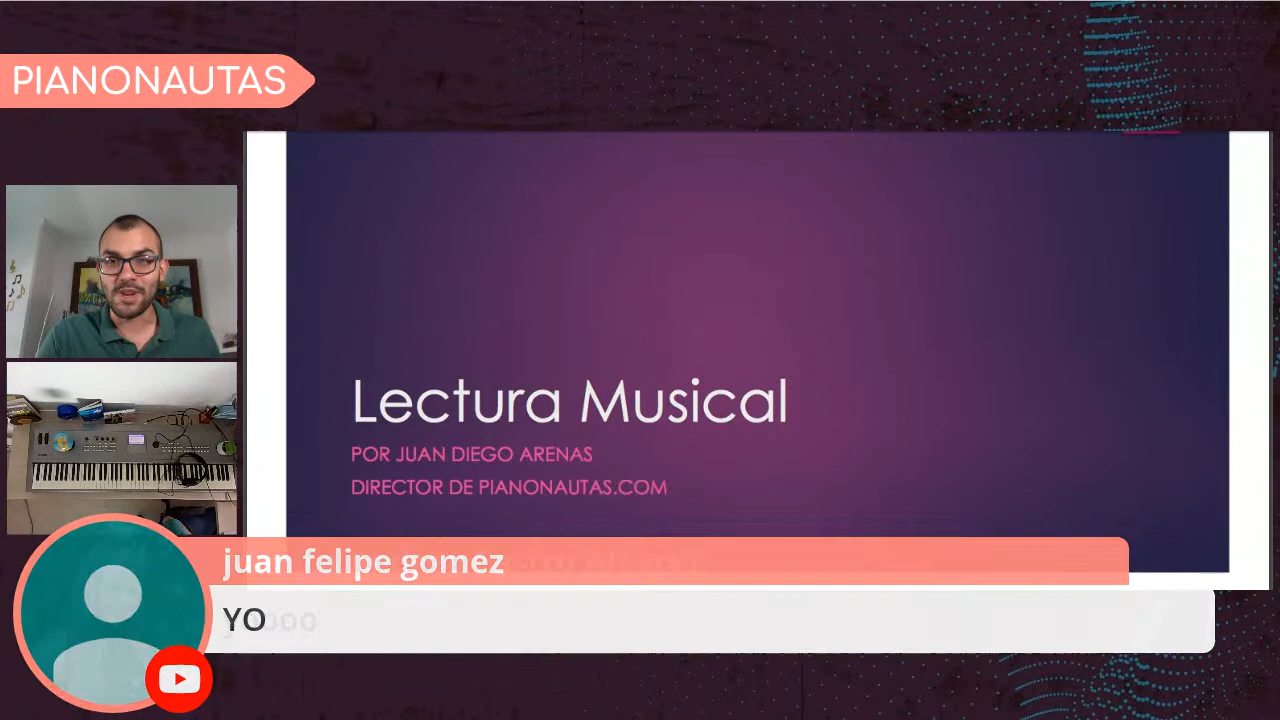 PIANONAUTAS
Lectura Musical
POR JUAN DIEGO ARENAS
DIRECTOR DE PIANONAUTAS.COM
juan felipe gomez
YO